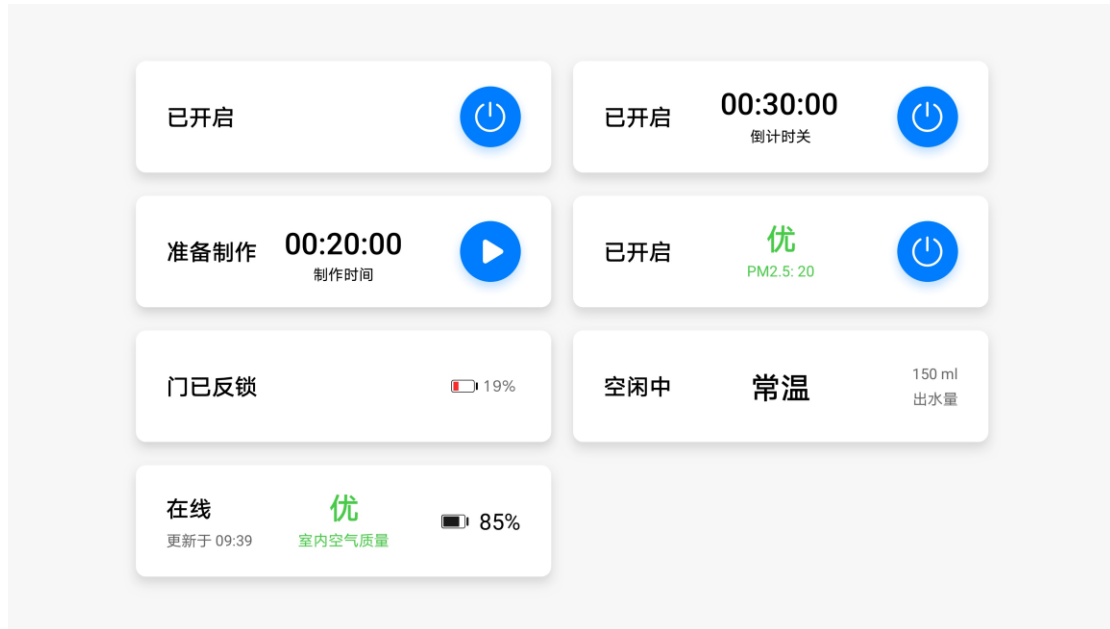 已开启
已开启
00:30:00
倒计时关
准备制作
00:20:00
制作时间
已开启
优
PM2.5: 20
门已反锁
19%
空闲中
常温
150 ml
出水量
在线
更新于 09:39
优
室内空气质量
85%